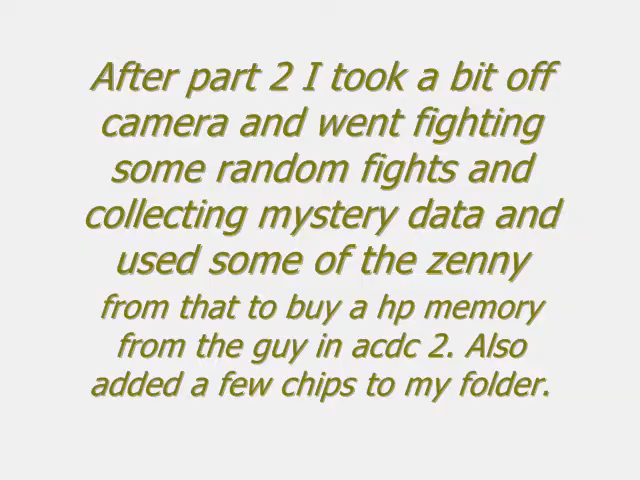 After part 2 I took a bit off
camera and went fighting
some random fights and
collecting mystery data and
used some of the zenny
from that to buy a hp memory
from the guy in acdc 2. Also
added a few chips to my folder.